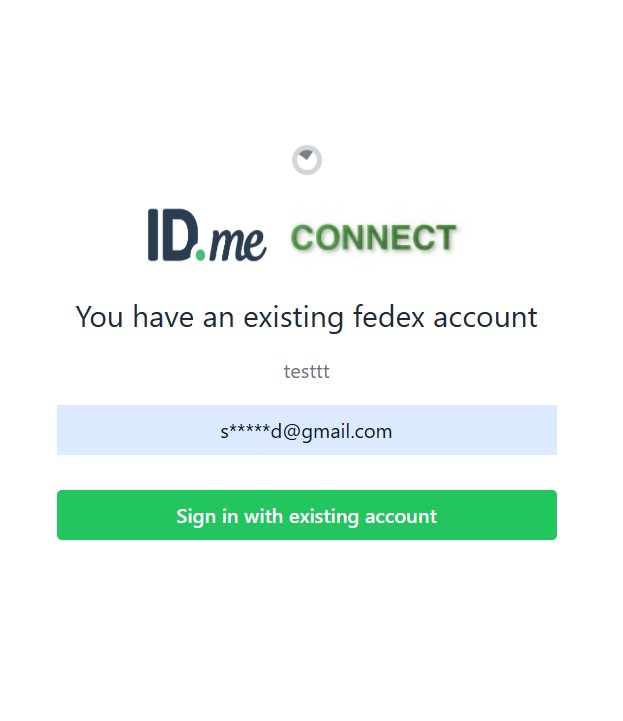 ID.me CONNECT
You have an existing fedex account
testtt
s*****d@gmail.com
Sign in with existing account